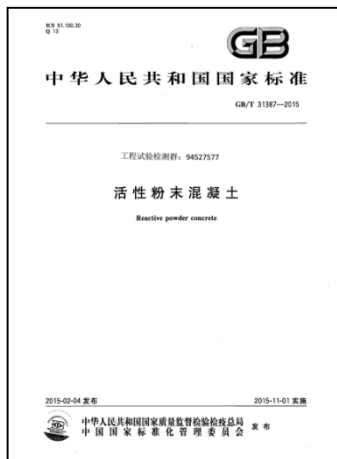 ICS 91.100.30
Q 13
GB
中华人民共和国国家标准
GB/T 31387—2015
工程试验检测群：94527577
活性粉末混凝土
Reactive powder concrete
2015-02-04 发布
2015-11-01 实施
中华人民共和国国家质量监督检验检疫总局
中国国家标准化管理委员会
发布